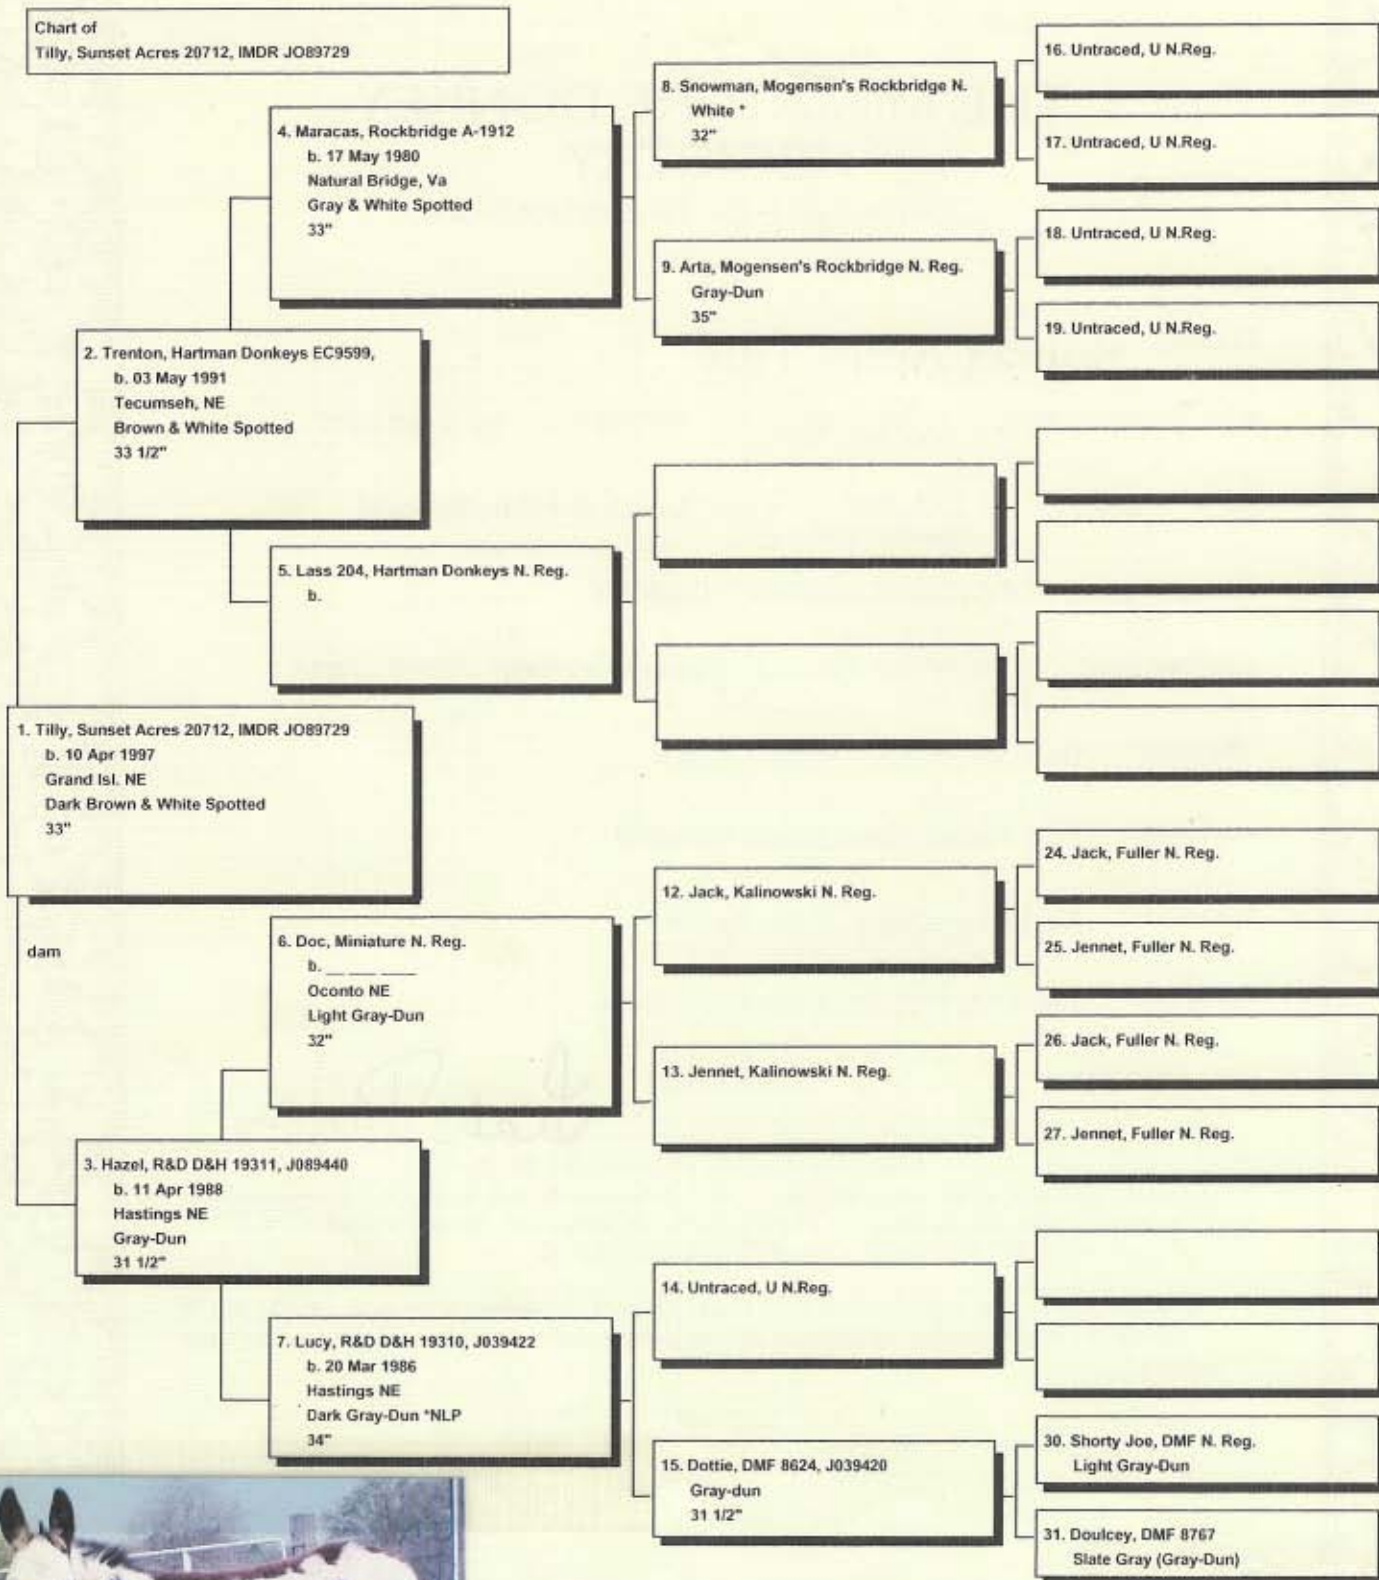 Chart of
Tilly, Sunset Acres 20712, IMDR JO89729
8. Snowman, Mogensen's Rockbridge N.
White *
32"
16. Untraced, U N.Reg.
17. Untraced, U N.Reg.
4. Maracas, Rockbridge A-1912
b. 17 May 1980
Natural Bridge, Va
Gray & White Spotted
33"
9. Arta, Mogensen's Rockbridge N. Reg.
Gray-Dun
35"
18. Untraced, U N.Reg.
19. Untraced, U N.Reg.
2. Trenton, Hartman Donkeys EC9599,
b. 03 May 1991
Tecumseh, NE
Brown & White Spotted
33 1/2"
5. Lass 204, Hartman Donkeys N. Reg.
b.
1. Tilly, Sunset Acres 20712, IMDR JO89729
b. 10 Apr 1997
Grand Isl. NE
Dark Brown & White Spotted
33"
dam
6. Doc, Miniature N. Reg.
b. __ ___ ____
Oconto NE
Light Gray-Dun
32"
12. Jack, Kalinowski N. Reg.
24. Jack, Fuller N. Reg.
25. Jennet, Fuller N. Reg.
13. Jennet, Kalinowski N. Reg.
26. Jack, Fuller N. Reg.
27. Jennet, Fuller N. Reg.
3. Hazel, R&D D&H 19311, J089440
b. 11 Apr 1988
Hastings NE
Gray-Dun
31 1/2"
7. Lucy, R&D D&H 19310, J039422
b. 20 Mar 1986
Hastings NE
Dark Gray-Dun *NLP
34"
14. Untraced, U N.Reg.
15. Dottie, DMF 8624, J039420
Gray-dun
31 1/2"
30. Shorty Joe, DMF N. Reg.
Light Gray-Dun
31. Doulcey, DMF 8767
Slate Gray (Gray-Dun)